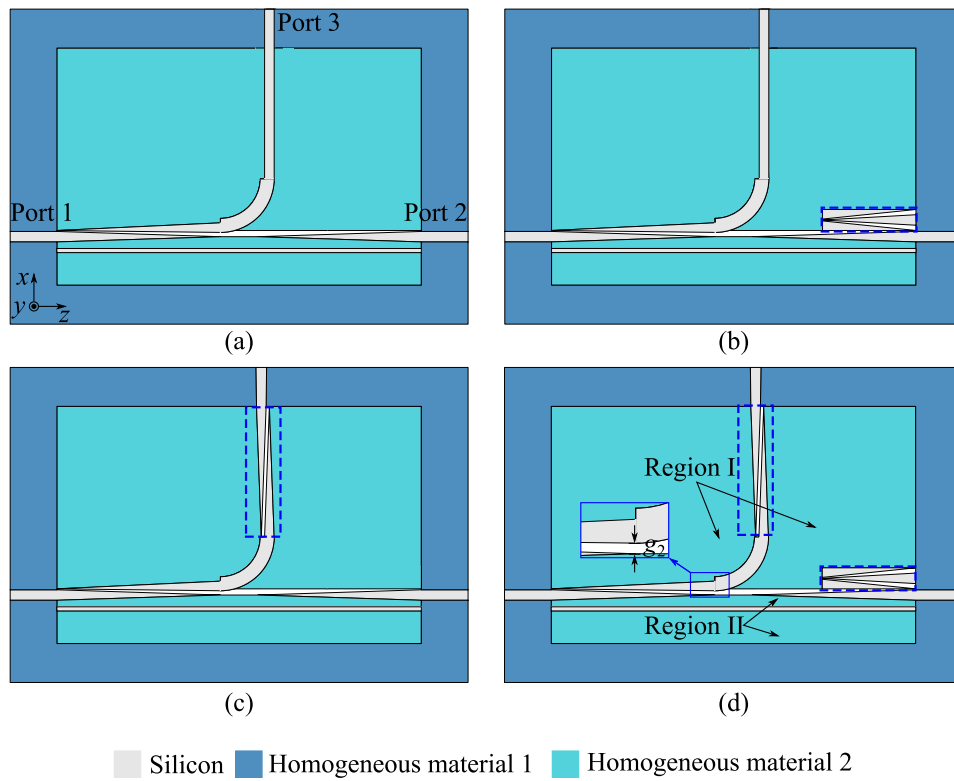 Port 3
Port 1
Port 2
x
y
z
(a)
(b)
Region I
g2
Region II
(c)
(d)
Silicon
Homogeneous material 1
Homogeneous material 2